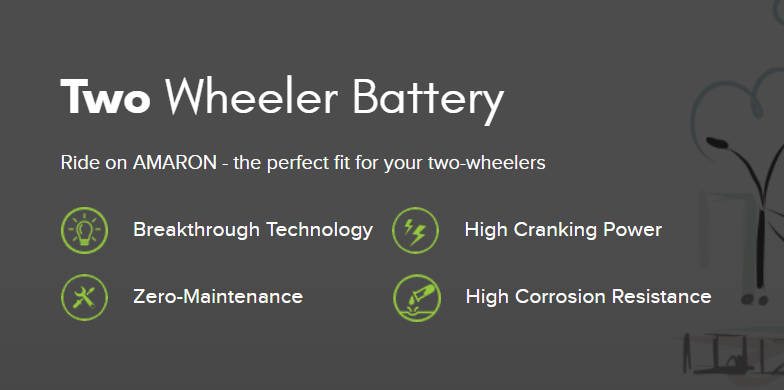 Two Wheeler Battery
Ride on AMARON - the perfect fit for your two-wheelers
Breakthrough Technology
High Cranking Power
Zero-Maintenance
High Corrosion Resistance